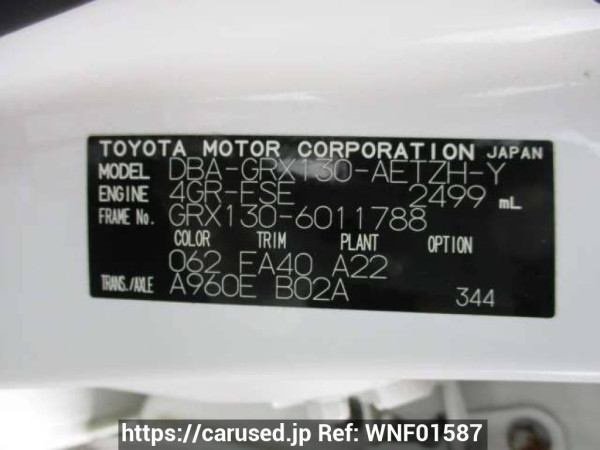 TOYOTA MOTOR CORPORATION JAPAN
MODEL DBA-GRX130-AETZH-Y
ENGINE 4GR-FSE 2499 mL
FRAME No. GRX130-6011788
COLOR TRIM PLANT OPTION
062 FA40 A22
TRANS./AXLE A960E B02A 344
https://carused.jp Ref: WNF01587